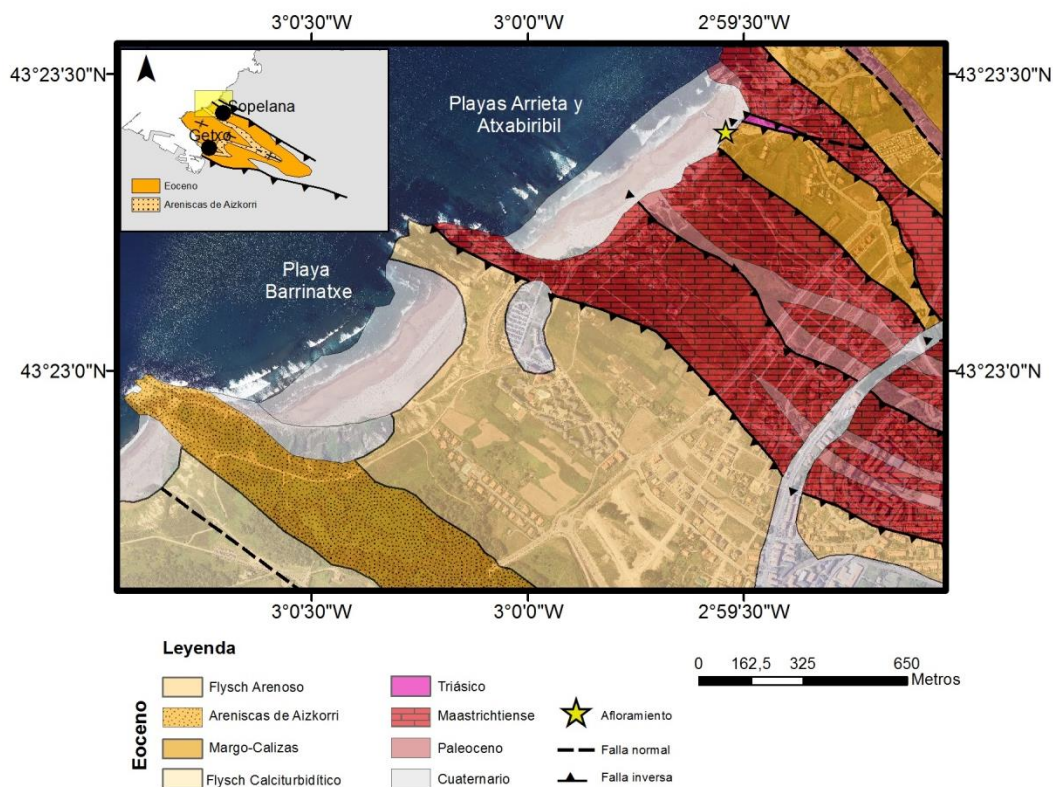 3°0'30"W
3°0'0"W
2°59'30"W
43°23'30"N
43°23'30"N
Sopelana
Getxo
Eoceno
Areniscas de Aizkorri
Playas Arrieta y
Atxabiribil
Playa
Barrinatxe
43°23'0"N
43°23'0"N
3°0'30"W
3°0'0"W
2°59'30"W
Leyenda
Eoceno
Flysch Arenoso
Areniscas de Aizkorri
Margo-Calizas
Flysch Calciturbidítico
Triásico
Maastrichtiense
Paleoceno
Cuaternario
Afloramiento
Falla normal
Falla inversa
0 162,5 325 650
Metros